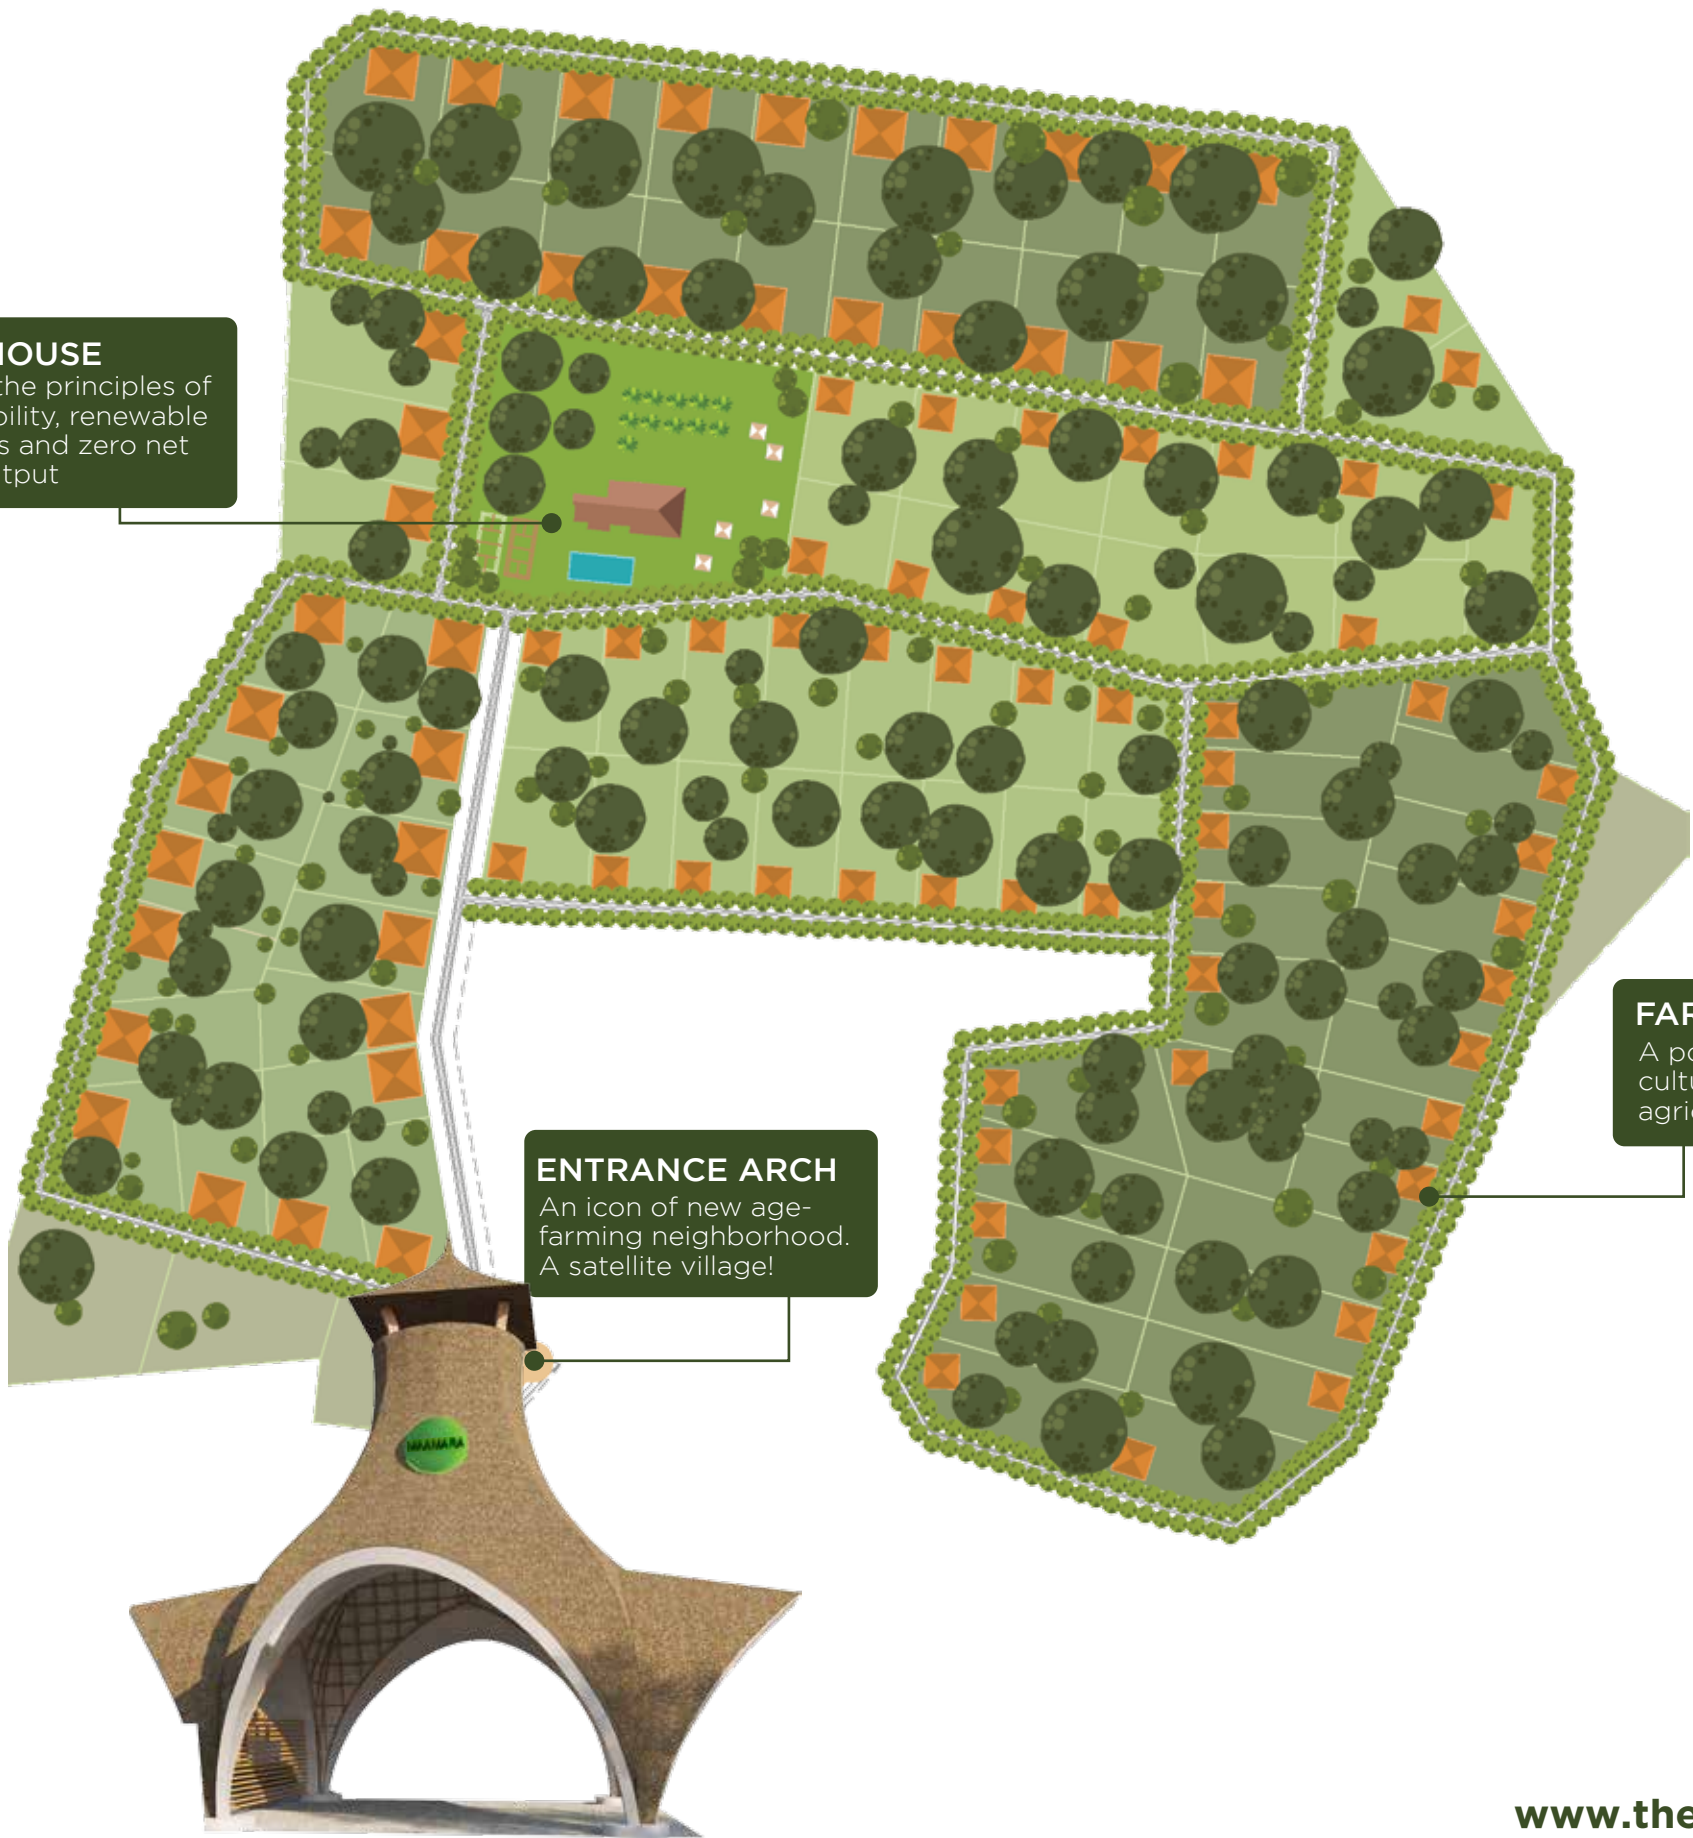 HOUSE
the principles of
bility, renewable
s and zero net
tput
FAR
A po
cultu
agri
ENTRANCE ARCH
An icon of new age-
farming neighborhood.
A satellite village!
www.the